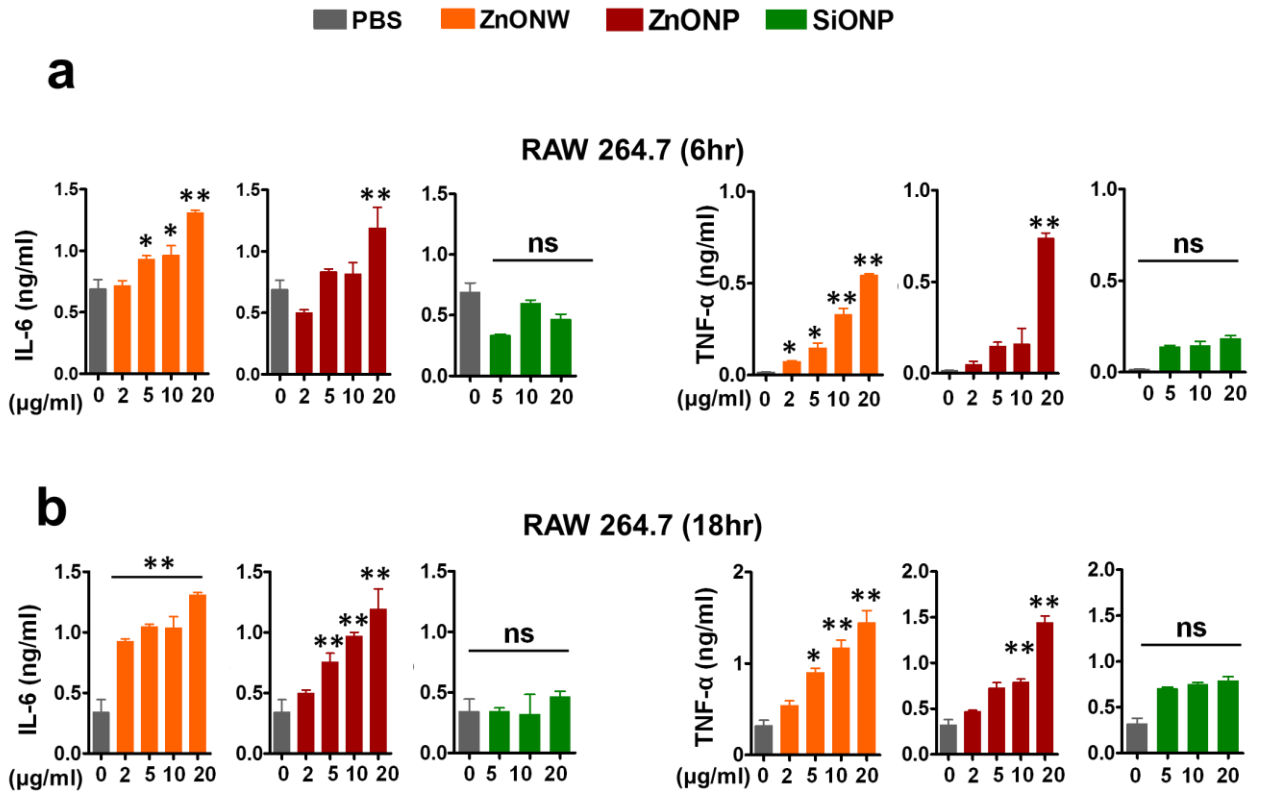 PBS ZnONW ZnONP SiONP
a
RAW 264.7 (6hr)
IL-6 (ng/ml)
1.5
1.0
0.5
0.0
* * **
0 2 5 10 20
(µg/ml)
1.5
1.0
0.5
0.0
**
0 2 5 10 20
1.5
1.0
0.5
0.0
ns
0 5 10 20
TNF-α (ng/ml)
1.0
0.5
0.0
* * ** **
0 2 5 10 20
(µg/ml)
1.0
0.5
0.0
**
0 2 5 10 20
1.0
0.5
0.0
ns
0 5 10 20
b
RAW 264.7 (18hr)
IL-6 (ng/ml)
1.5
1.0
0.5
0.0
**
0 2 5 10 20
(µg/ml)
1.5
1.0
0.5
0.0
** ** **
0 2 5 10 20
1.5
1.0
0.5
0.0
ns
0 5 10 20
TNF-α (ng/ml)
2
1
0
* ** **
0 2 5 10 20
(µg/ml)
2.0
1.5
1.0
0.5
0.0
** **
0 2 5 10 20
2.0
1.5
1.0
0.5
0.0
ns
0 5 10 20